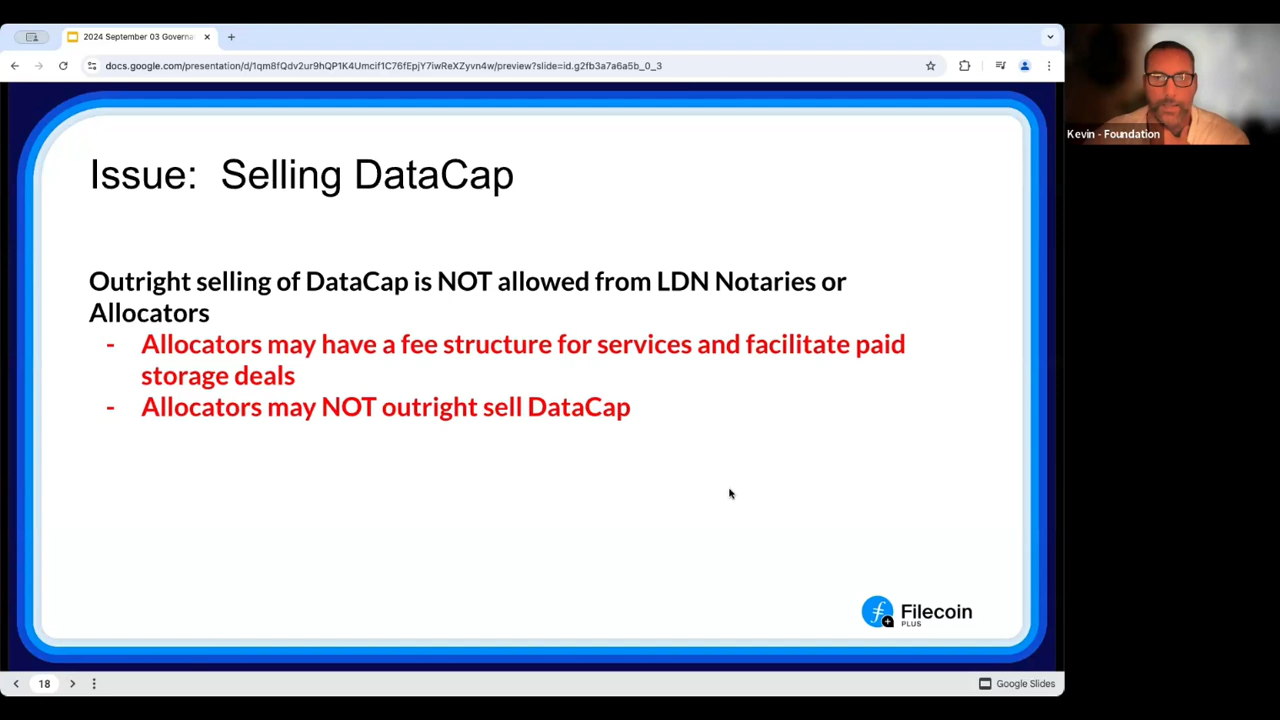 2024 September 03 Governa
docs.google.com/presentation/d/1qm8fQdv2ur9hQP1K4Umcif1C76fEpjY7iwReXZyvn4w/preview?slide=id.g2fb3a7a6a5b_0_3
Kevin - Foundation
Issue: Selling DataCap
Outright selling of DataCap is NOT allowed from LDN Notaries or
Allocators
- Allocators may have a fee structure for services and facilitate paid
storage deals
- Allocators may NOT outright sell DataCap
Filecoin
PLUS
18
Google Slides